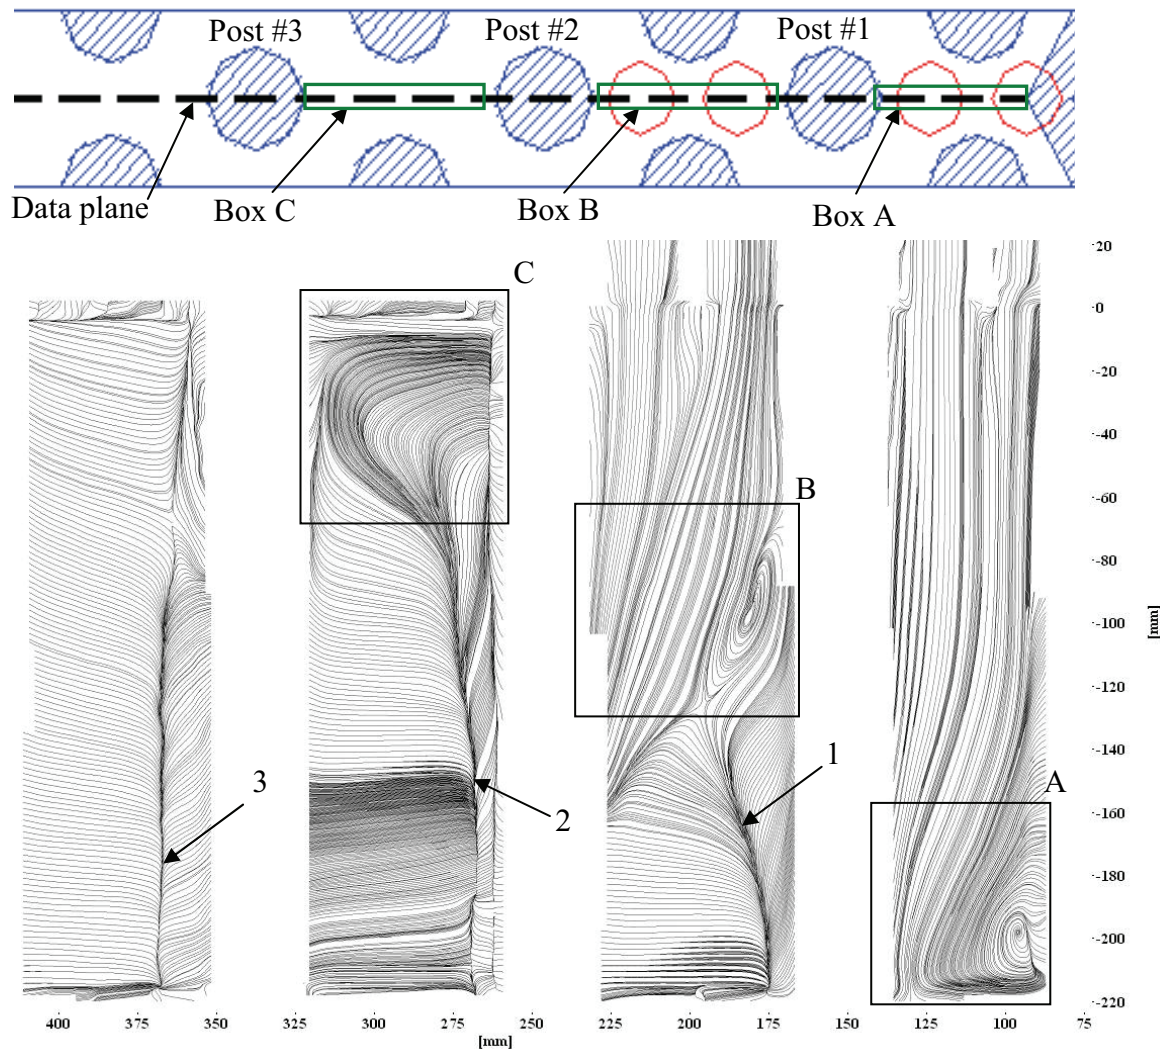 Post #3
Post #2
Post #1
Data plane
Box C
Box B
Box A
C
B
A
1
2
3
20
0
-20
-40
-60
-80
-100
-120
-140
-160
-180
-200
-220
[mm]
400 375 350 325 300 275 250 225 200 175 150 125 100 75
[mm]